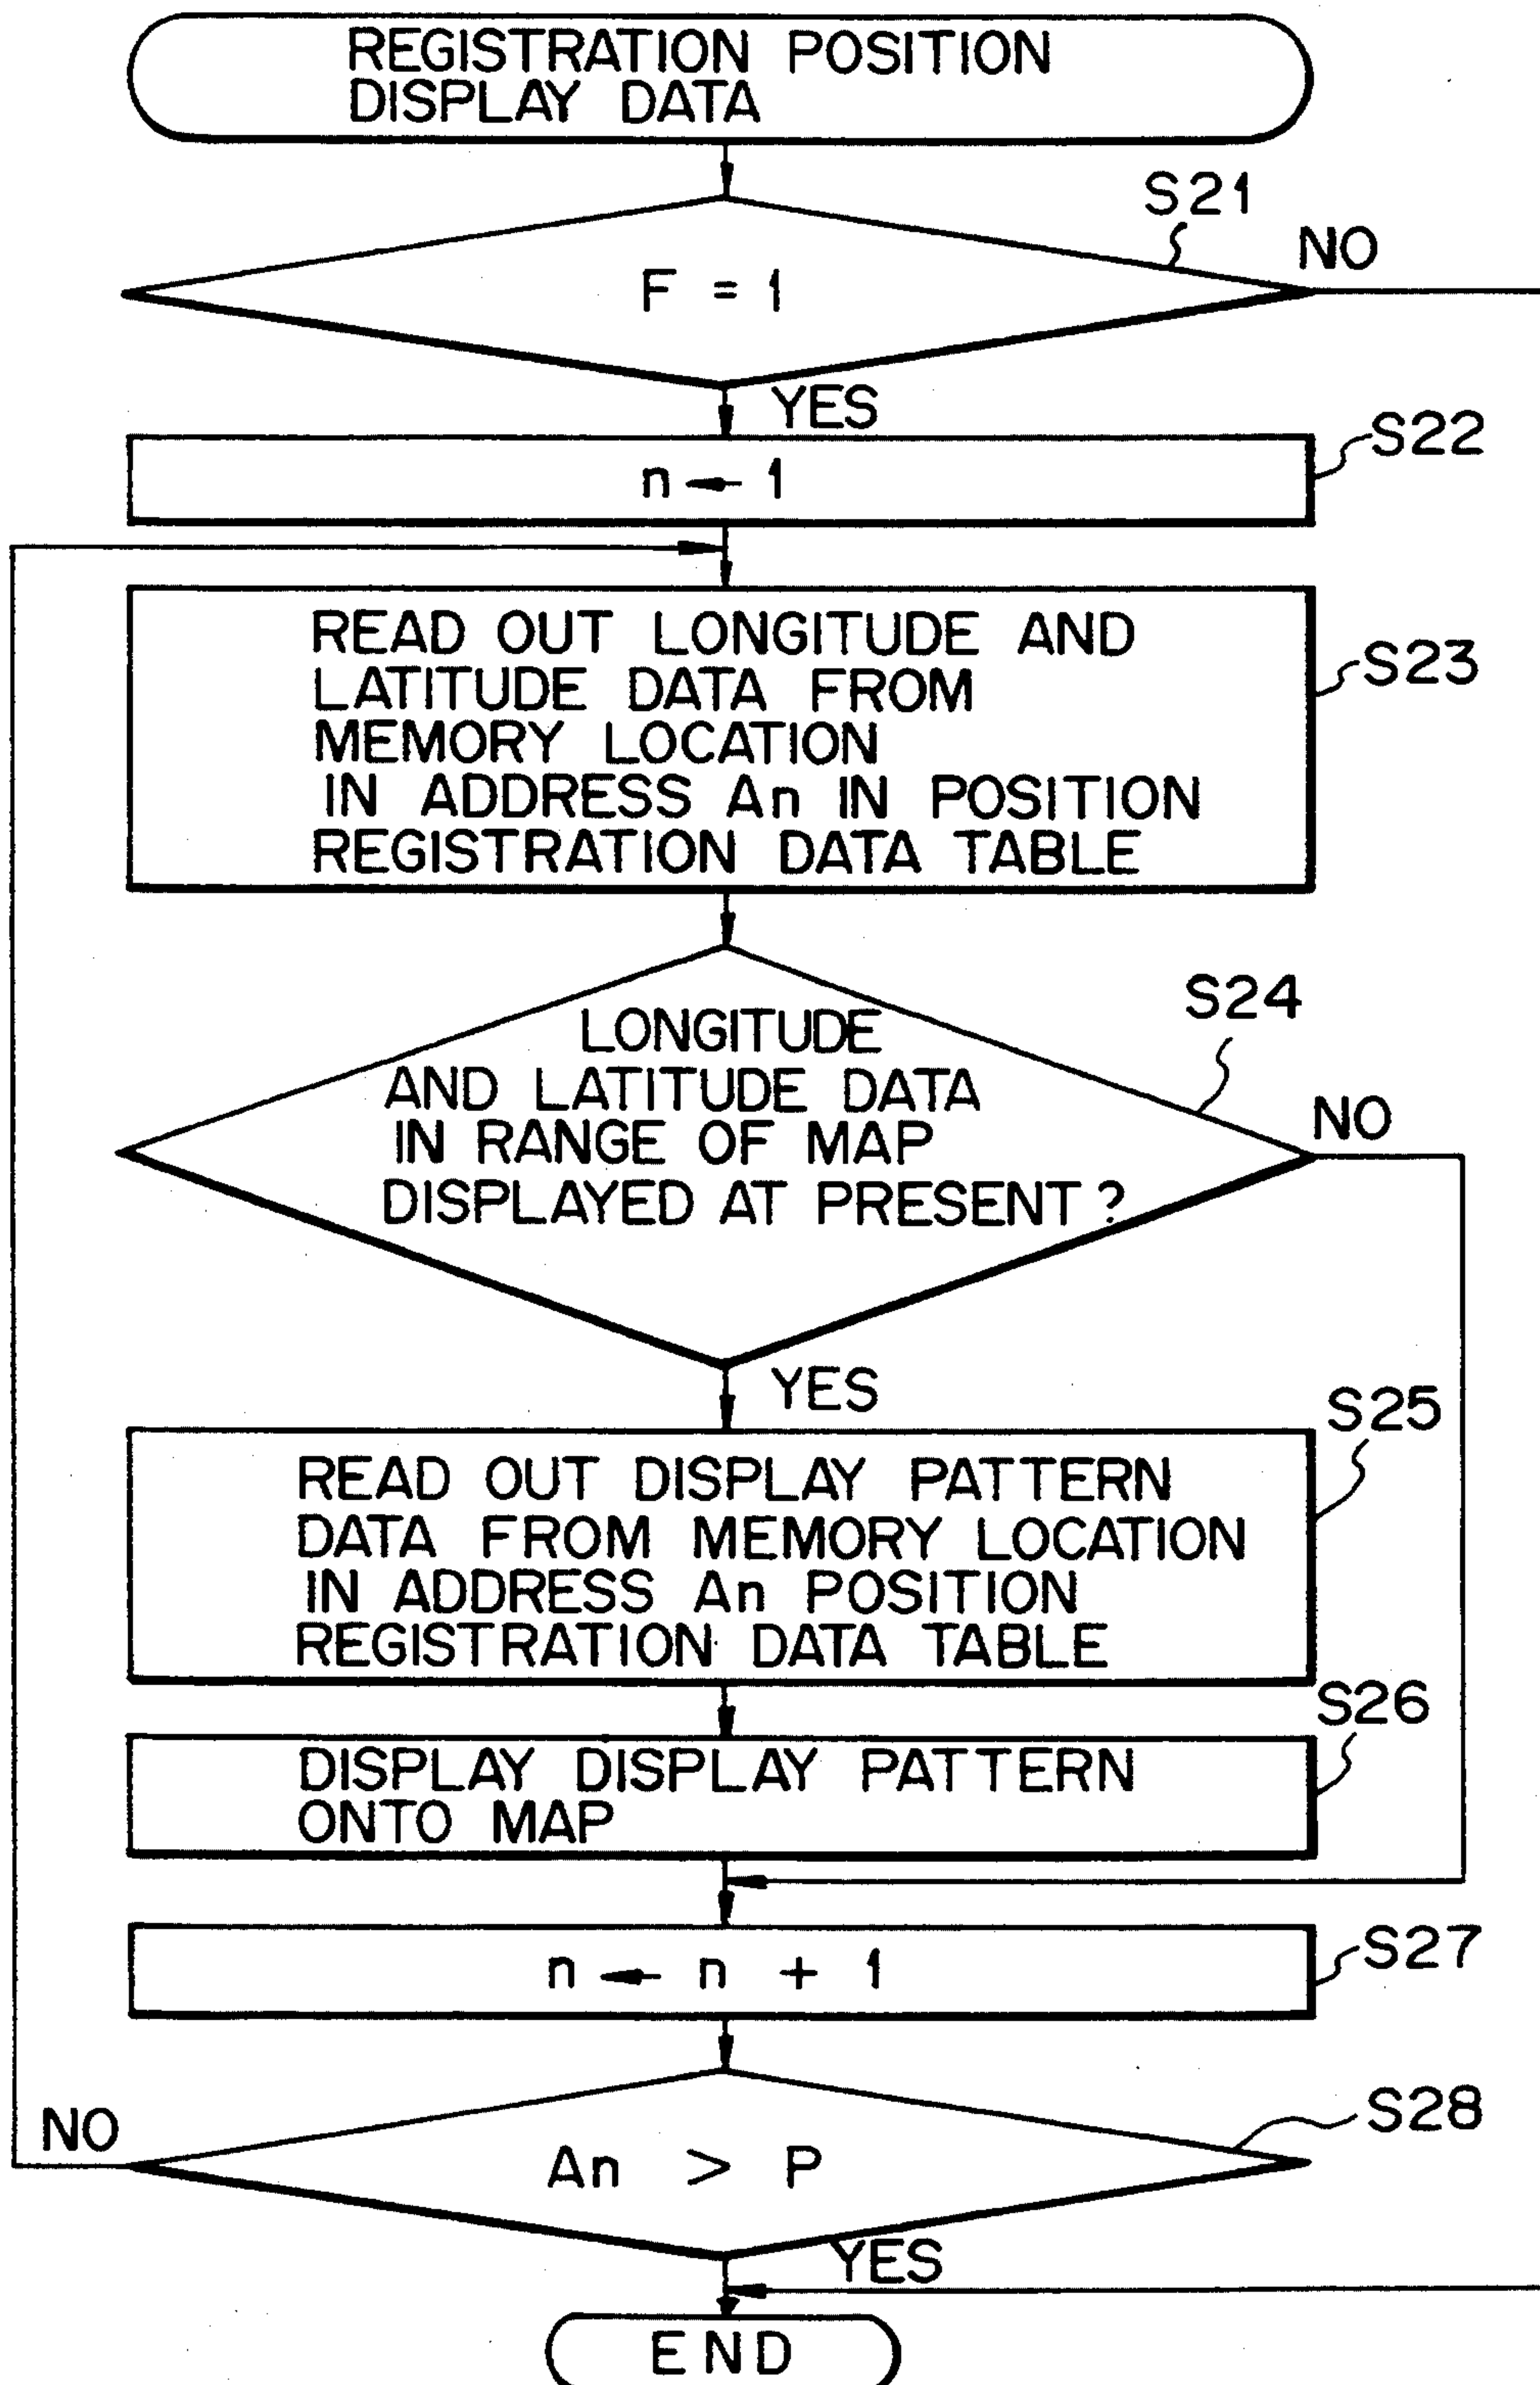 REGISTRATION POSITION
DISPLAY DATA
S21
F = 1
NO
YES
S22
n ← 1
READ OUT LONGITUDE AND
LATITUDE DATA FROM
MEMORY LOCATION
IN ADDRESS An IN POSITION
REGISTRATION DATA TABLE
S23
S24
LONGITUDE
AND LATITUDE DATA
IN RANGE OF MAP
DISPLAYED AT PRESENT ?
NO
YES
S25
READ OUT DISPLAY PATTERN
DATA FROM MEMORY LOCATION
IN ADDRESS An POSITION
REGISTRATION DATA TABLE
S26
DISPLAY DISPLAY PATTERN
ONTO MAP
S27
n ← n + 1
S28
NO
An > P
YES
END